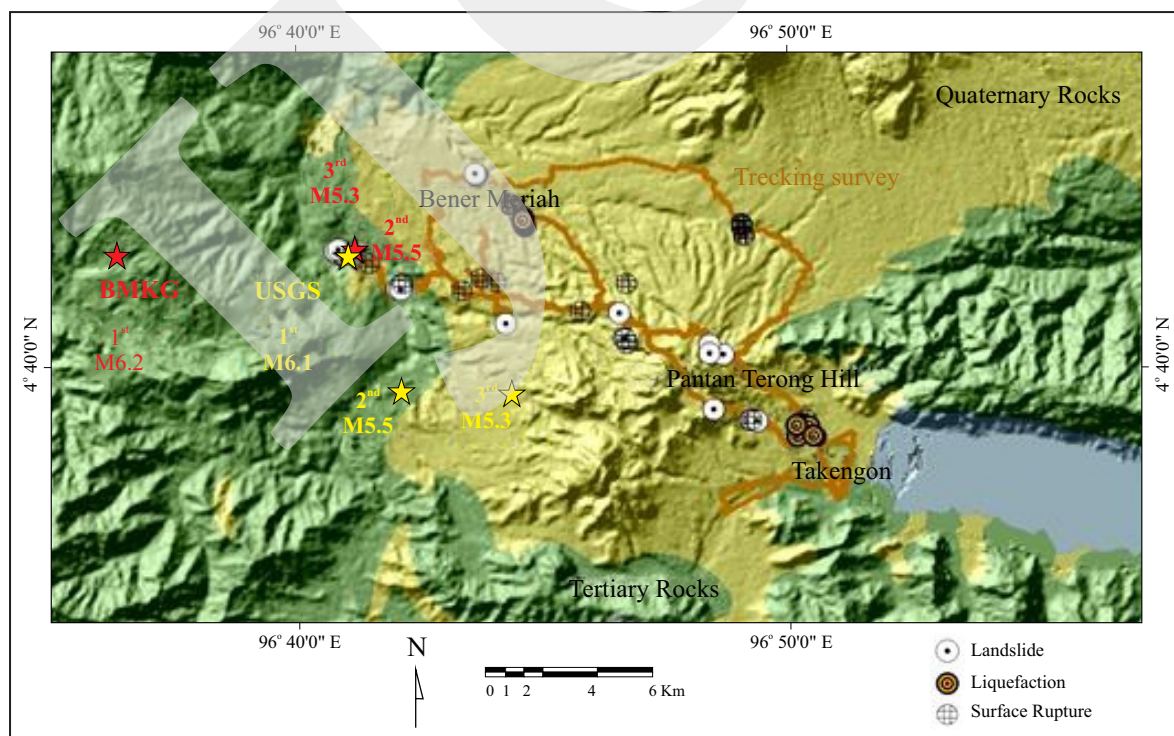 96° 40'0" E
96° 50'0" E
Quaternary Rocks
3rd
M5.3
Trecking survey
Bener Meriah
2nd
M5.5
BMKG
USGS
1st
M6.2
1st
M6.1
4° 40'0" N
4° 40'0" N
Pantan Terong Hill
2nd
M5.5
3rd
M5.3
Takengon
Tertiary Rocks
96° 40'0" E
96° 50'0" E
N
0 1 2 4 6 Km
Landslide
Liquefaction
Surface Rupture